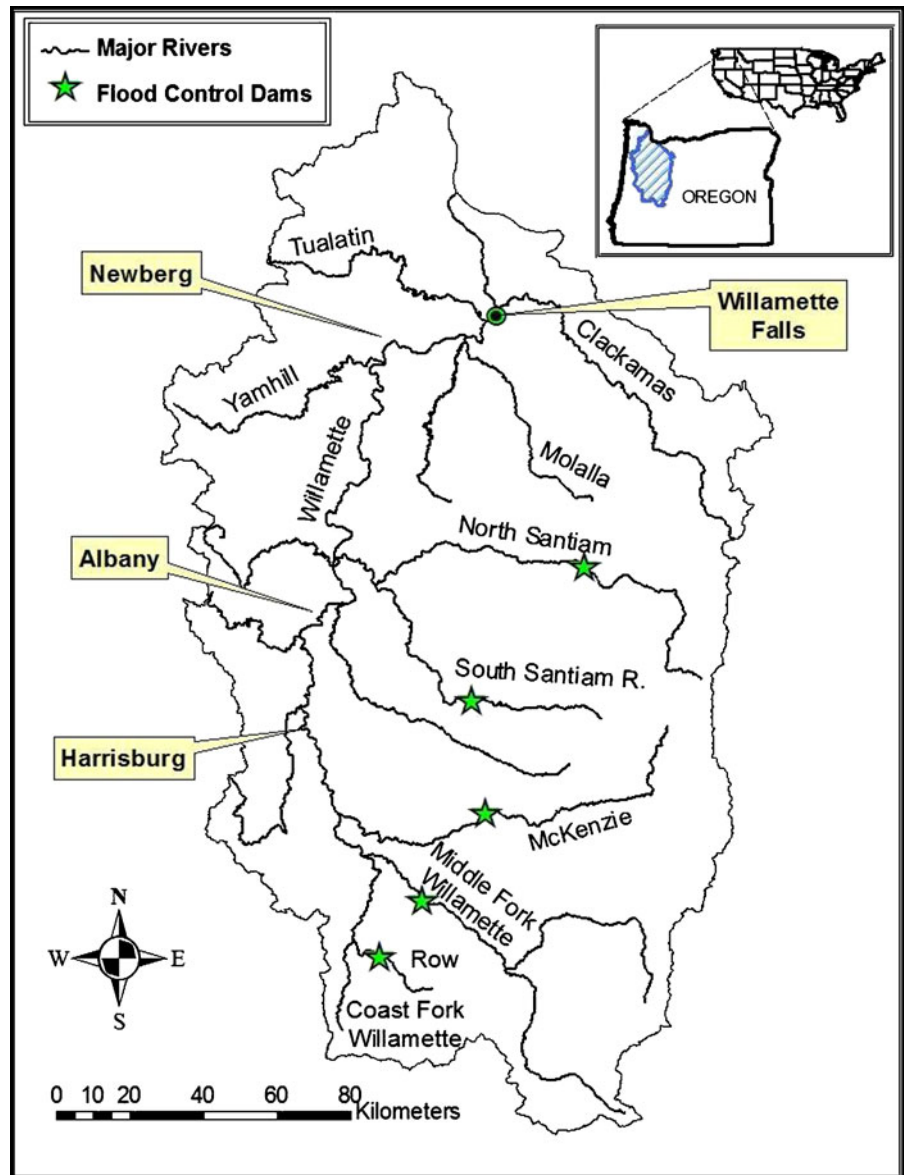 Major Rivers
Flood Control Dams
OREGON
Tualatin
Newberg
Willamette
Falls
Clackamas
Yamhill
Willamette
Molalla
North Santiam
Albany
South Santiam R.
Harrisburg
McKenzie
Middle Fork
Willamette
N
W
E
S
Row
Coast Fork
Willamette
0 10 20 40 60 80
Kilometers